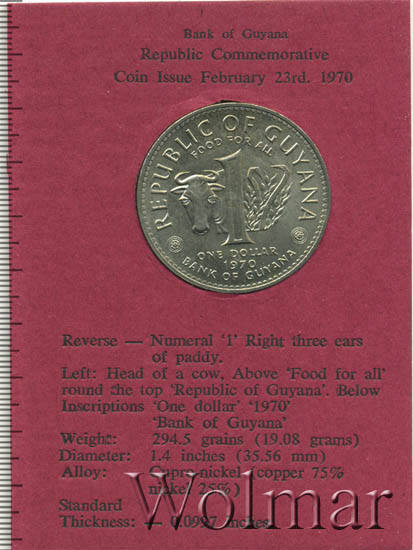 Bank of Guyana
Republic Commemorative
Coin Issue February 23rd. 1970
REPUBLIC OF GUYANA
FOOD FOR ALL
1
ONE DOLLAR
1970
BANK OF GUYANA
Reverse — Numeral '1' Right three ears
of paddy.
Left: Head of a cow, Above 'Food for all'
round the top 'Republic of Guyana'. Below
Inscriptions 'One dollar' '1970'
'Bank of Guyana'
Weight: 294.5 grains (19.08 grams)
Diameter: 1.4 inches (35.56 mm)
Alloy: Cupro-nickel (copper 75%
nickel 25%)
Standard
Thickness: — 0.0997 inches
Wolmar